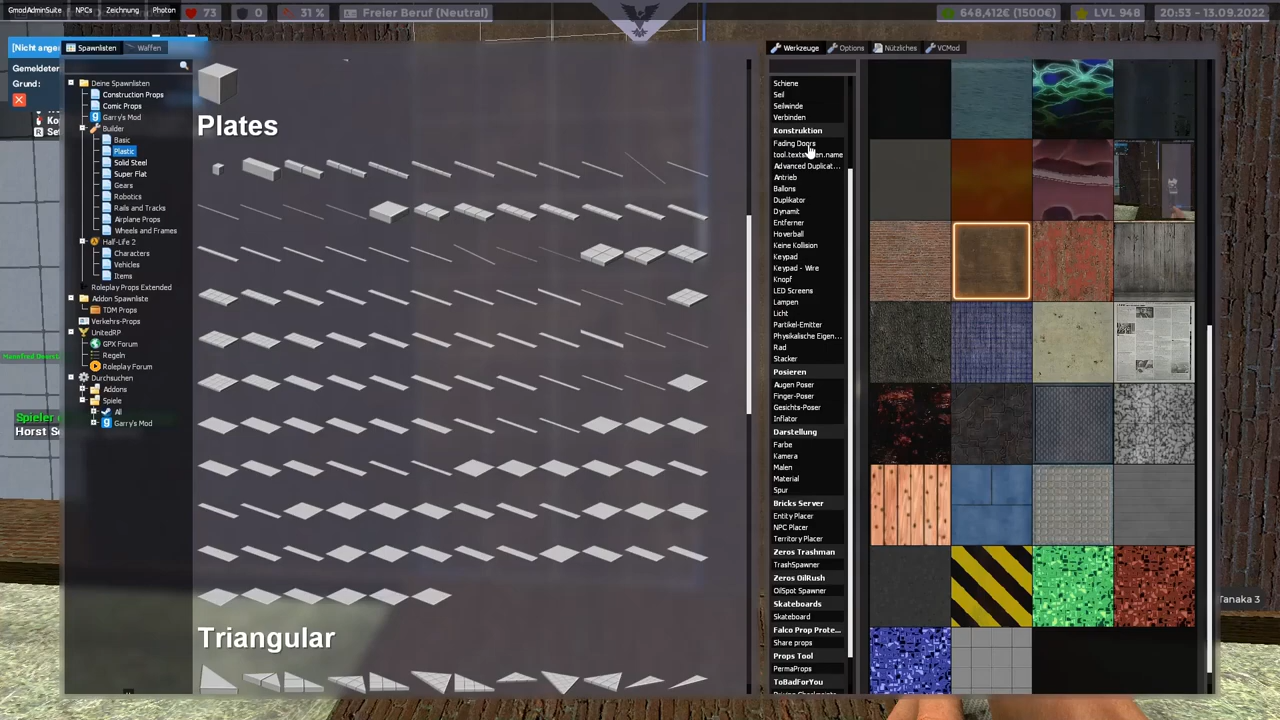 GmodAdminSuite NPCs Zeichnung Photon
73 0 31 % Freier Beruf (Neutral)
648,412€ (1500€) LVL 948 20:53 - 13.09.2022
[Nicht ange
Gemeldeter
Grund:
Spawnlisten Waffen
Deine Spawnlisten
Construction Props
Comic Props
Garry's Mod
Builder
Basic
Plastic
Solid Steel
Super Flat
Gears
Robotics
Rails and Tracks
Airplane Props
Wheels and Frames
Half-Life 2
Characters
Vehicles
Items
Roleplay Props Extended
Addon Spawnliste
TDM Props
Verkehrs-Props
UnitedRP
GPX Forum
Regeln
Roleplay Forum
Durchsuchen
Addons
Spiele
All
Garry's Mod
Spieler
Horst S
Plates
Triangular
Werkzeuge Options Nützliches VCMod
Schiene
Seil
Seilwinde
Verbinden
Konstruktion
Fading Doors
Advanced Duplicat...
Antrieb
Ballons
Duplikator
Dynamit
Entferner
Hoverball
Keine Kollision
Keypad
Keypad - Wire
Knopf
LED Screens
Lampen
Licht
Partikel-Emitter
Physikalische Eigen...
Rad
Stacker
Posieren
Augen Poser
Finger-Poser
Gesichts-Poser
Inflator
Darstellung
Farbe
Kamera
Malen
Material
Spur
Bricks Server
Entity Placer
NPC Placer
Territory Placer
Zeros Trashman
TrashSpawner
Zeros OilRush
OilSpot Spawner
Skateboards
Skateboard
Falco Prop Prote...
Share props
Props Tool
PermaProps
ToBadForYou
Tanaka 3